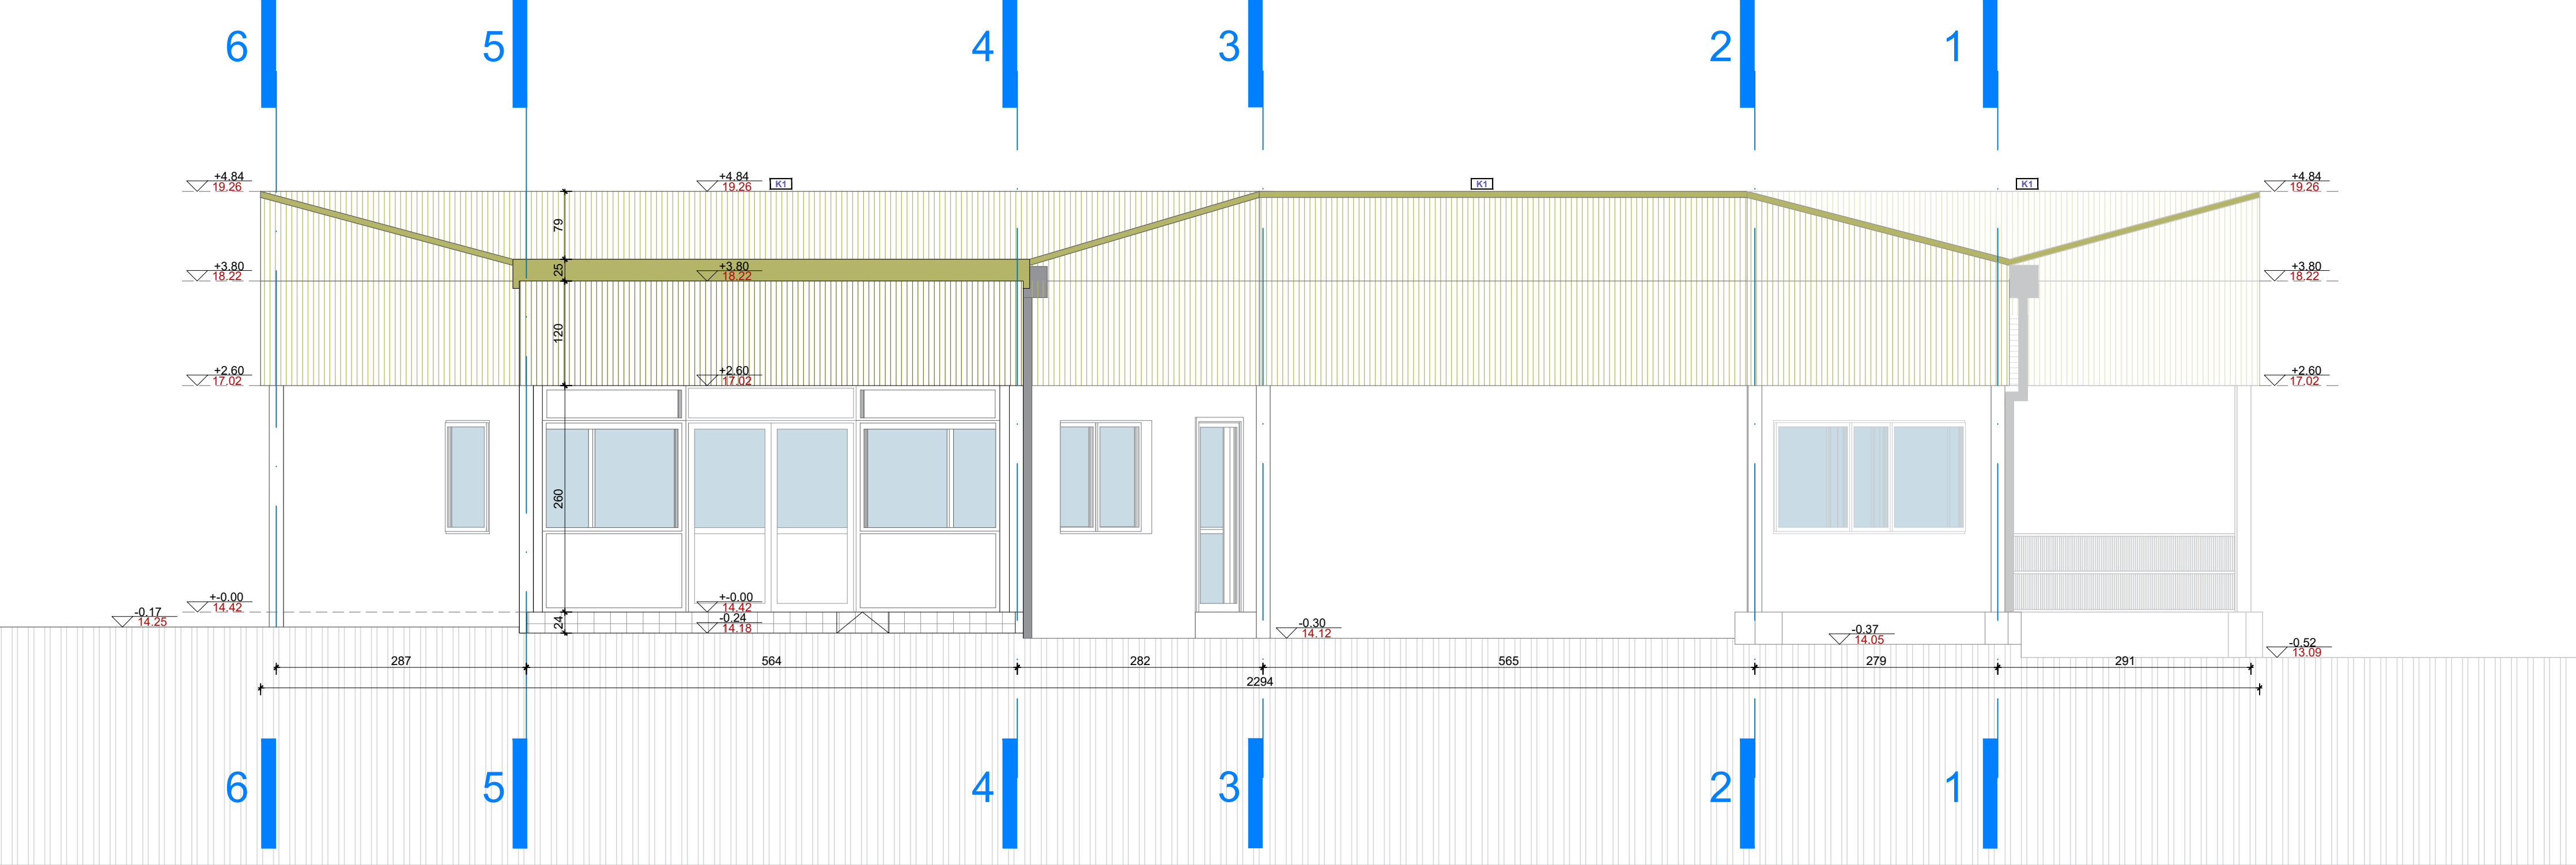 6 5 4 3 2 1
+4.84 +4.84 K1 K1 K1 +4.84
19.26 19.26 19.26
79
+3.80 +3.80 +3.80
18.22 25 18.22 18.22
120
+2.60 +2.60 +2.60
17.02 17.02 17.02
260
+-0.00 +-0.00
14.42 14.42
-0.17 -0.24 -0.30 -0.37 -0.52
14.25 24 14.18 14.12 14.05 13.09
287 564 282 565 279 291
2294
6 5 4 3 2 1